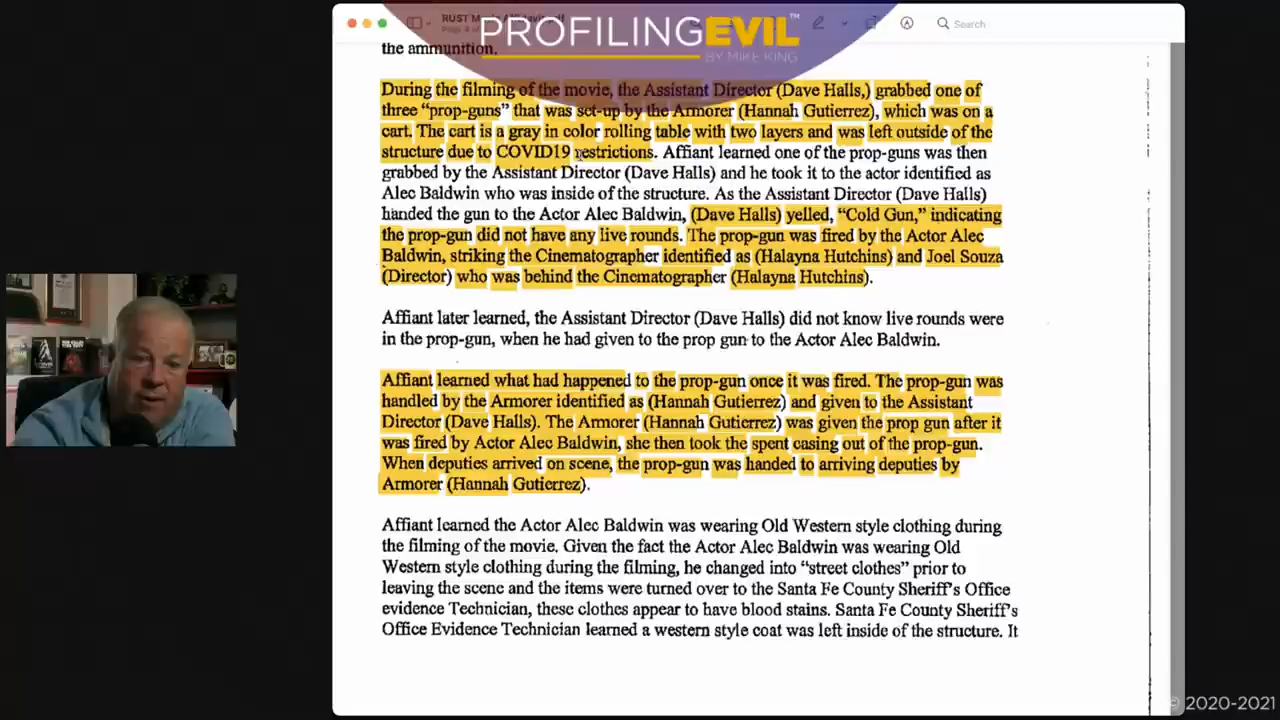 RUST
Search
PROFILINGEVIL™
BY MIKE KING
the ammunition.
During the filming of the movie, the Assistant Director (Dave Halls,) grabbed one of
three “prop-guns” that was set-up by the Armorer (Hannah Gutierrez), which was on a
cart. The cart is a gray in color rolling table with two layers and was left outside of the
structure due to COVID19 restrictions. Affiant learned one of the prop-guns was then
grabbed by the Assistant Director (Dave Halls) and he took it to the actor identified as
Alec Baldwin who was inside of the structure. As the Assistant Director (Dave Halls)
handed the gun to the Actor Alec Baldwin, (Dave Halls) yelled, “Cold Gun,” indicating
the prop-gun did not have any live rounds. The prop-gun was fired by the Actor Alec
Baldwin, striking the Cinematographer identified as (Halayna Hutchins) and Joel Souza
(Director) who was behind the Cinematographer (Halayna Hutchins).
Affiant later learned, the Assistant Director (Dave Halls) did not know live rounds were
in the prop-gun, when he had given to the prop gun to the Actor Alec Baldwin.
Affiant learned what had happened to the prop-gun once it was fired. The prop-gun was
handled by the Armorer identified as (Hannah Gutierrez) and given to the Assistant
Director (Dave Halls). The Armorer (Hannah Gutierrez) was given the prop gun after it
was fired by Actor Alec Baldwin, she then took the spent casing out of the prop-gun.
When deputies arrived on scene, the prop-gun was handed to arriving deputies by
Armorer (Hannah Gutierrez).
Affiant learned the Actor Alec Baldwin was wearing Old Western style clothing during
the filming of the movie. Given the fact the Actor Alec Baldwin was wearing Old
Western style clothing during the filming, he changed into “street clothes” prior to
leaving the scene and the items were turned over to the Santa Fe County Sheriff’s Office
evidence Technician, these clothes appear to have blood stains. Santa Fe County Sheriff’s
Office Evidence Technician learned a western style coat was left inside of the structure. It
© 2020-2021